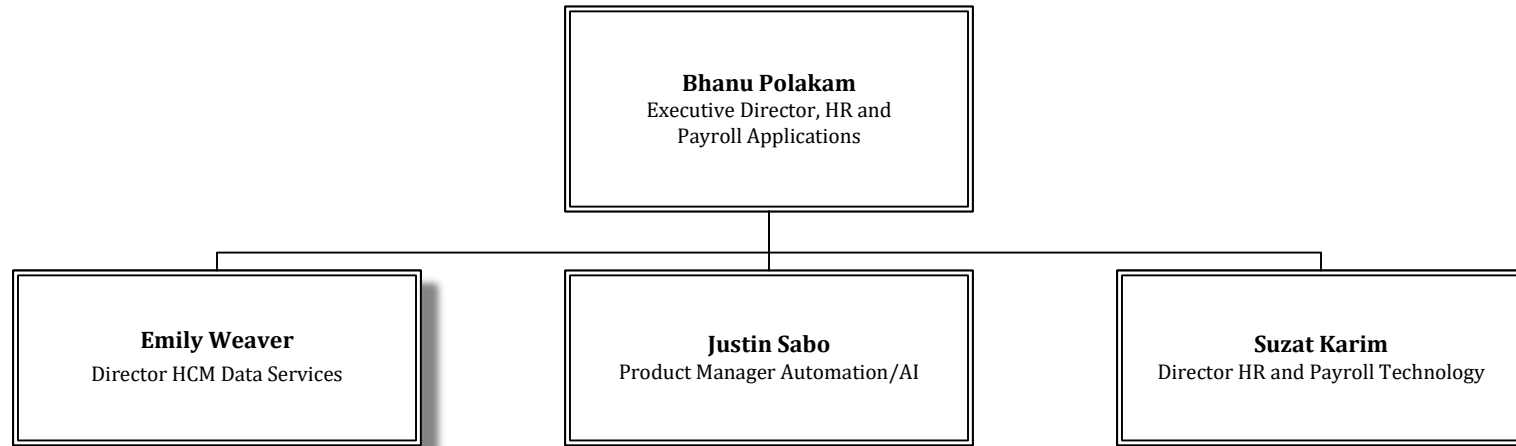 Bhanu Polakam
Executive Director, HR and
Payroll Applications
Emily Weaver
Director HCM Data Services
Justin Sabo
Product Manager Automation/AI
Suzat Karim
Director HR and Payroll Technology